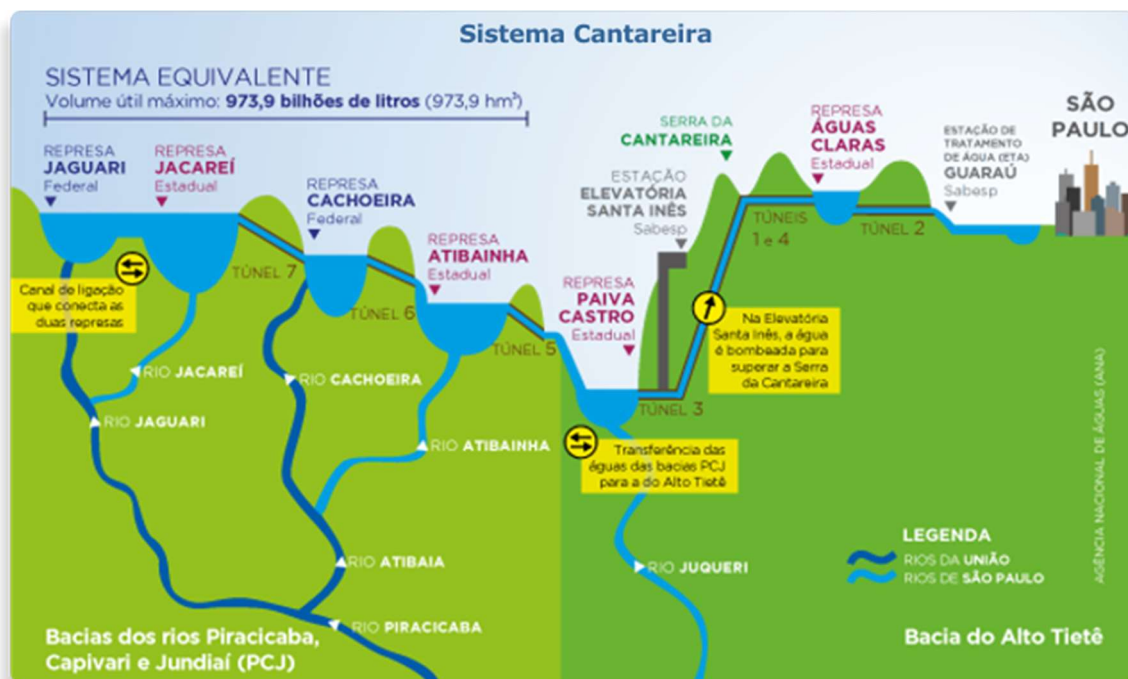 Sistema Cantareira
SISTEMA EQUIVALENTE
Volume útil máximo: 973,9 bilhões de litros (973,9 hm³)
REPRESA
JAGUARI
Federal
REPRESA
JACAREÍ
Estadual
REPRESA
CACHOEIRA
Federal
REPRESA
ATIBAINHA
Estadual
SERRA DA
CANTAREIRA
ESTAÇÃO
ELEVATÓRIA
SANTA INÊS
Sabesp
REPRESA
PAIVA
CASTRO
Estadual
REPRESA
ÁGUAS
CLARAS
Estadual
ESTAÇÃO DE
TRATAMENTO
DE ÁGUA (ETA)
GUARAÚ
Sabesp
SÃO
PAULO
Canal de ligação
que conecta as
duas represas
TÚNEL 7
TÚNEL 6
TÚNEL 5
TÚNEL 3
TÚNEIS
1 e 4
TÚNEL 2
Na Elevatória
Santa Inês, a água
é bombeada para
superar a Serra
da Cantareira
Transferência das
águas das bacias PCJ
para a do Alto Tietê
RIO JACAREÍ
RIO JAGUARI
RIO CACHOEIRA
RIO ATIBAINHA
RIO ATIBAIA
RIO PIRACICABA
RIO JUQUERI
LEGENDA
RIOS DA UNIÃO
RIOS DE SÃO PAULO
AGÊNCIA NACIONAL DE ÁGUAS (ANA)
Bacias dos rios Piracicaba,
Capivari e Jundiaí (PCJ)
Bacia do Alto Tietê